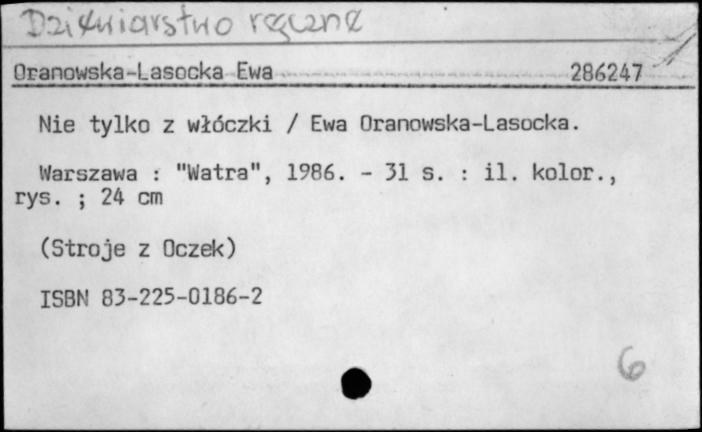 Dziewiarstwo ręczne
Oranowska-Lasocka Ewa 286247
Nie tylko z włóczki / Ewa Oranowska-Lasocka.
Warszawa : "Watra", 1986. - 31 s. : il. kolor.,
rys. ; 24 cm
(Stroje z Oczek)
ISBN 83-225-0186-2
6